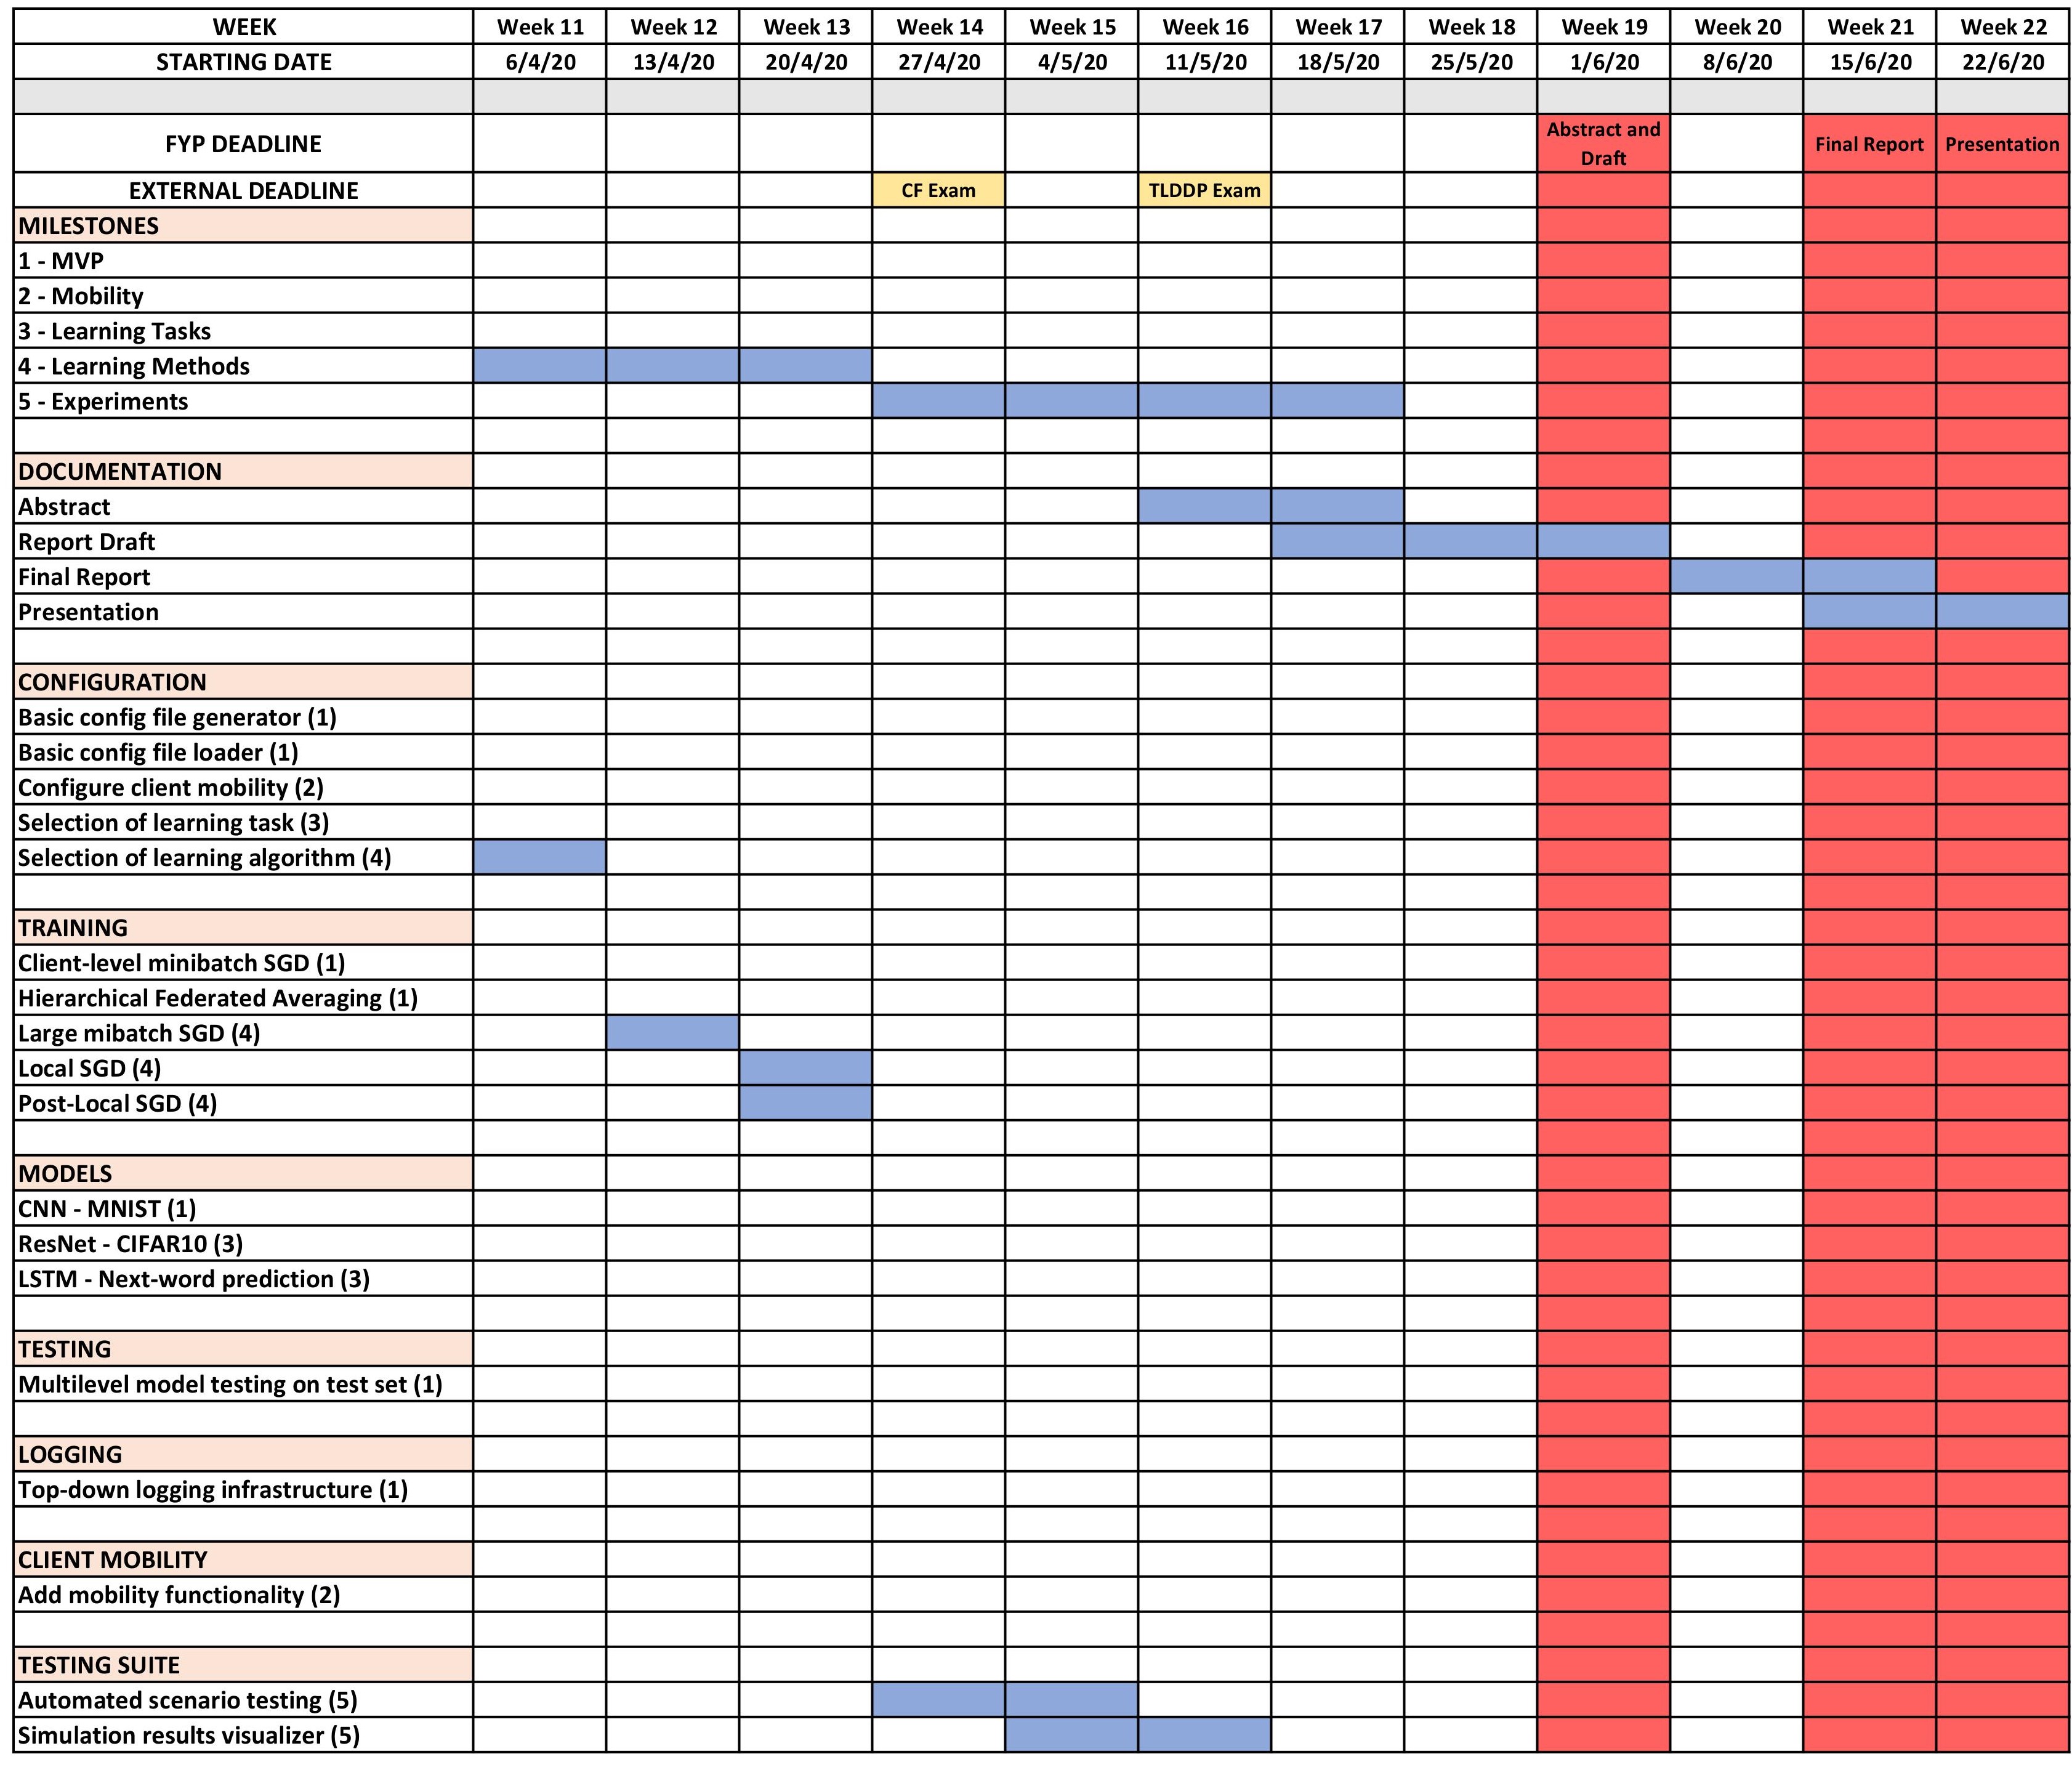 WEEK Week 11 Week 12 Week 13 Week 14 Week 15 Week 16 Week 17 Week 18 Week 19 Week 20 Week 21 Week 22
STARTING DATE 6/4/20 13/4/20 20/4/20 27/4/20 4/5/20 11/5/20 18/5/20 25/5/20 1/6/20 8/6/20 15/6/20 22/6/20
FYP DEADLINE Abstract and Draft Final Report Presentation
EXTERNAL DEADLINE CF Exam TLDDP Exam
MILESTONES
1 - MVP
2 - Mobility
3 - Learning Tasks
4 - Learning Methods
5 - Experiments
DOCUMENTATION
Abstract
Report Draft
Final Report
Presentation
CONFIGURATION
Basic config file generator (1)
Basic config file loader (1)
Configure client mobility (2)
Selection of learning task (3)
Selection of learning algorithm (4)
TRAINING
Client-level minibatch SGD (1)
Hierarchical Federated Averaging (1)
Large mibatch SGD (4)
Local SGD (4)
Post-Local SGD (4)
MODELS
CNN - MNIST (1)
ResNet - CIFAR10 (3)
LSTM - Next-word prediction (3)
TESTING
Multilevel model testing on test set (1)
LOGGING
Top-down logging infrastructure (1)
CLIENT MOBILITY
Add mobility functionality (2)
TESTING SUITE
Automated scenario testing (5)
Simulation results visualizer (5)